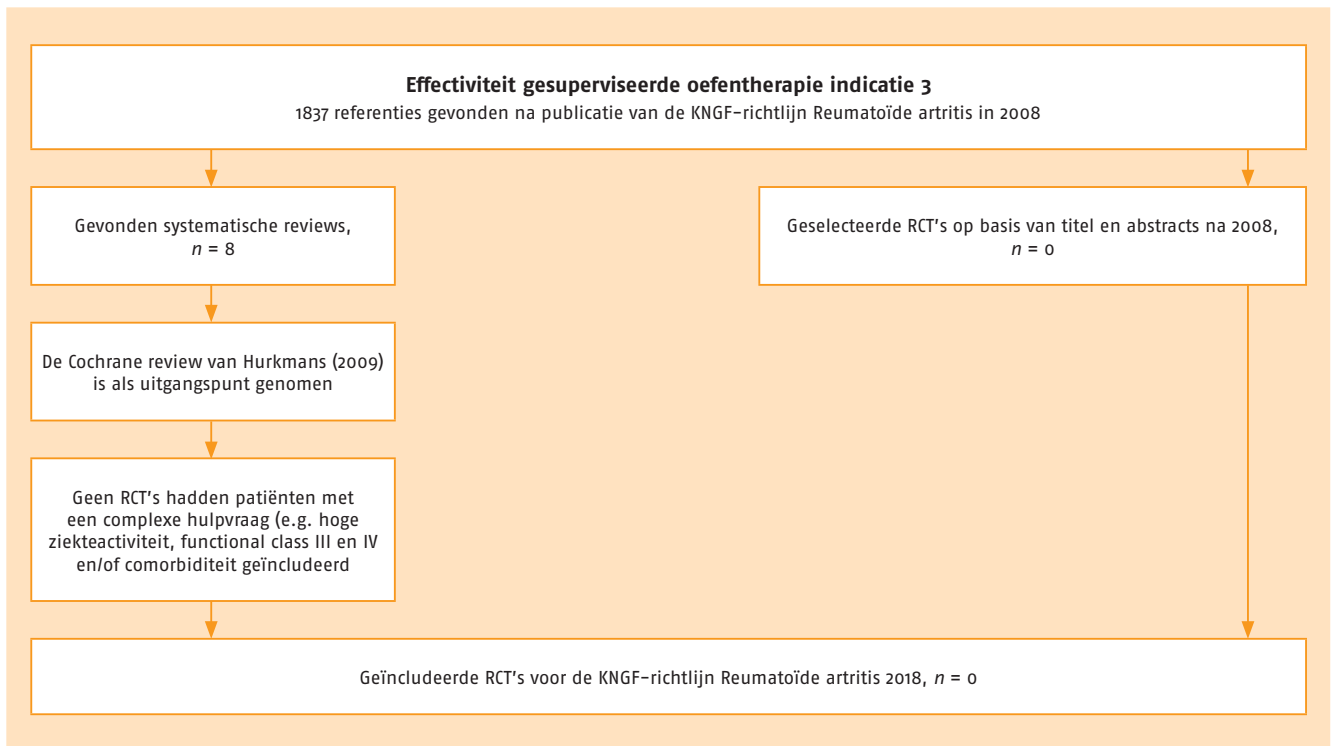 Effectiviteit gesuperviseerde oefentherapie indicatie 3
1837 referenties gevonden na publicatie van de KNGF-richtlijn Reumatoïde artritis in 2008
Gevonden systematische reviews,
n = 8
Geselecteerde RCT's op basis van titel en abstracts na 2008,
n = 0
De Cochrane review van Hurkmans (2009)
is als uitgangspunt genomen
Geen RCT's hadden patiënten met
een complexe hulpvraag (e.g. hoge
ziekteactiviteit, functional class III en IV
en/of comorbiditeit geïncludeerd
Geïncludeerde RCT's voor de KNGF-richtlijn Reumatoïde artritis 2018, n = 0